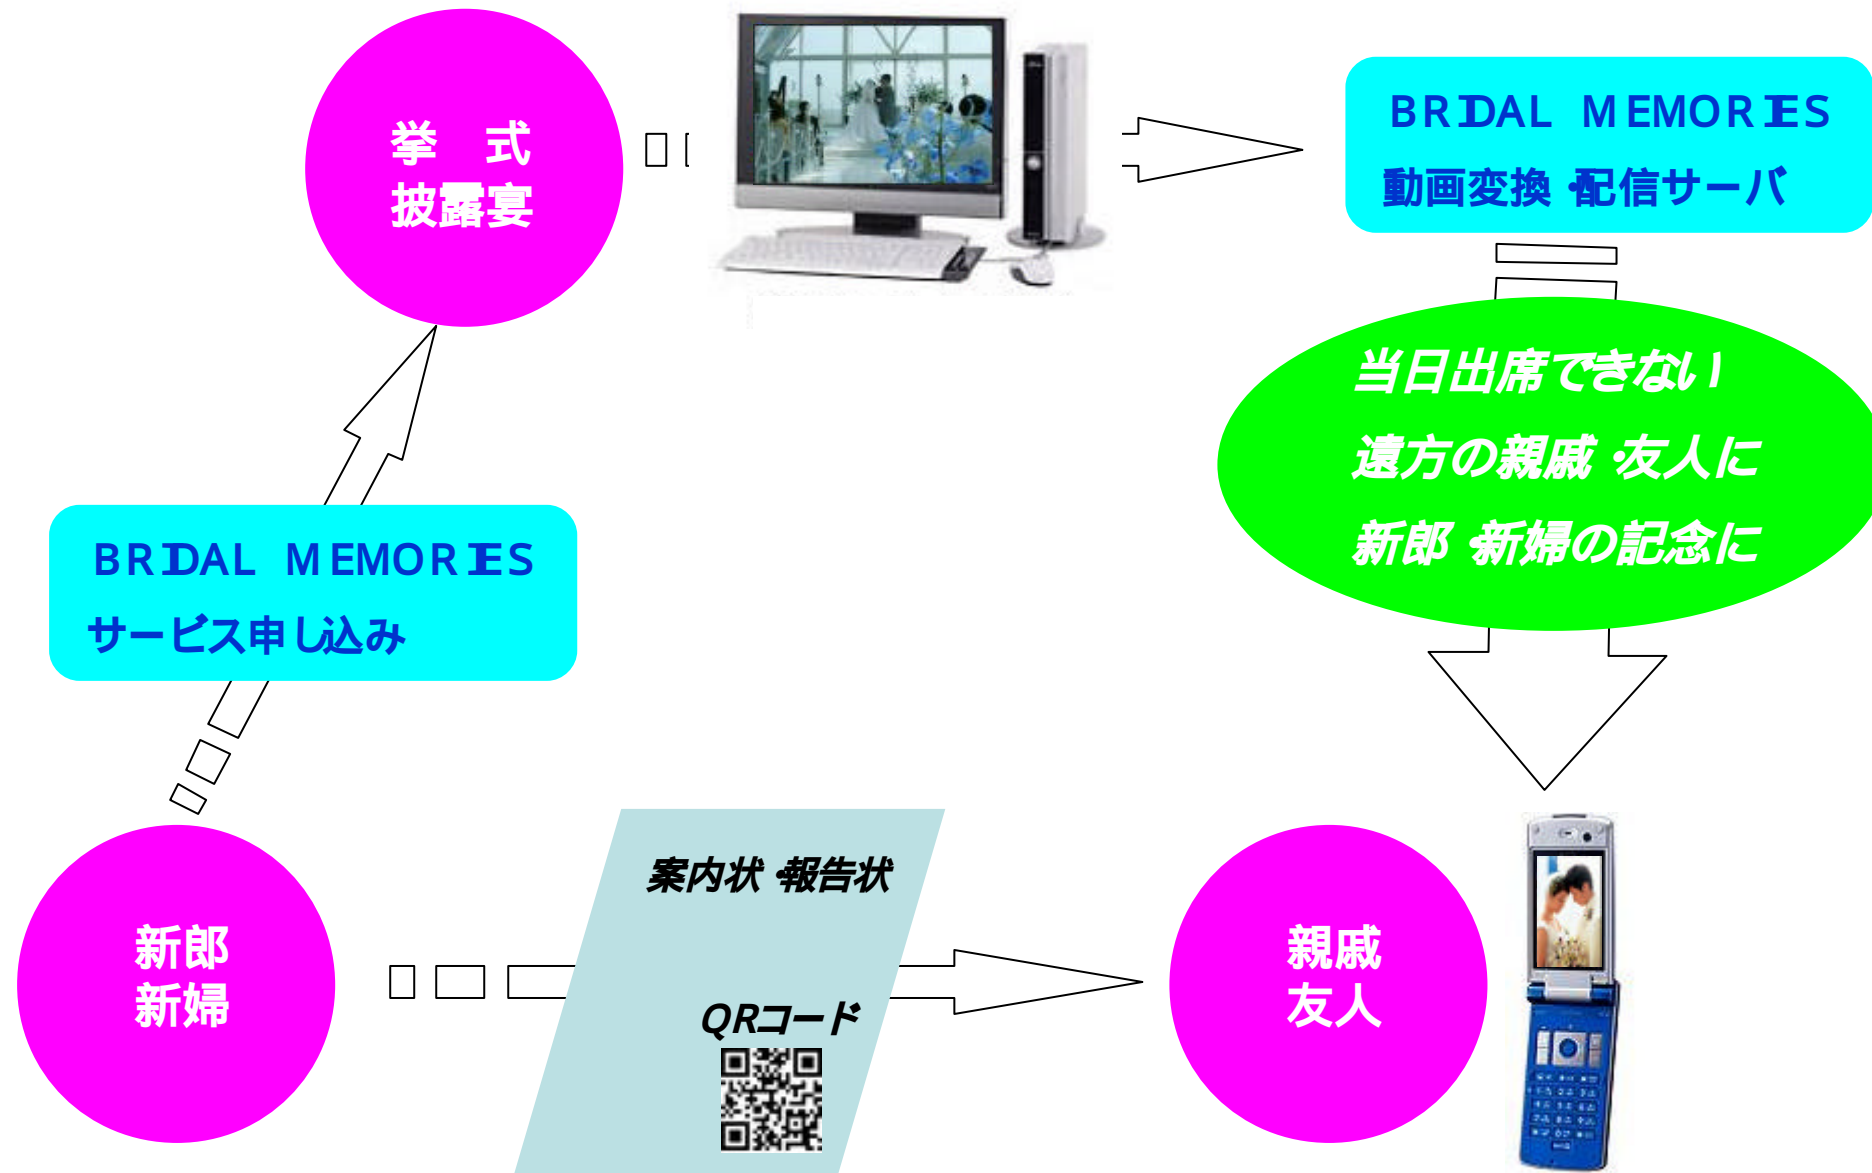 挙 式
披露宴
BRIDAL MEMORIES
動画変換・配信サーバ
当日出席できない
遠方の親戚・友人に
新郎・新婦の記念に
BRIDAL MEMORIES
サービス申し込み
新郎
新婦
案内状・報告状
QRコード
親戚
友人